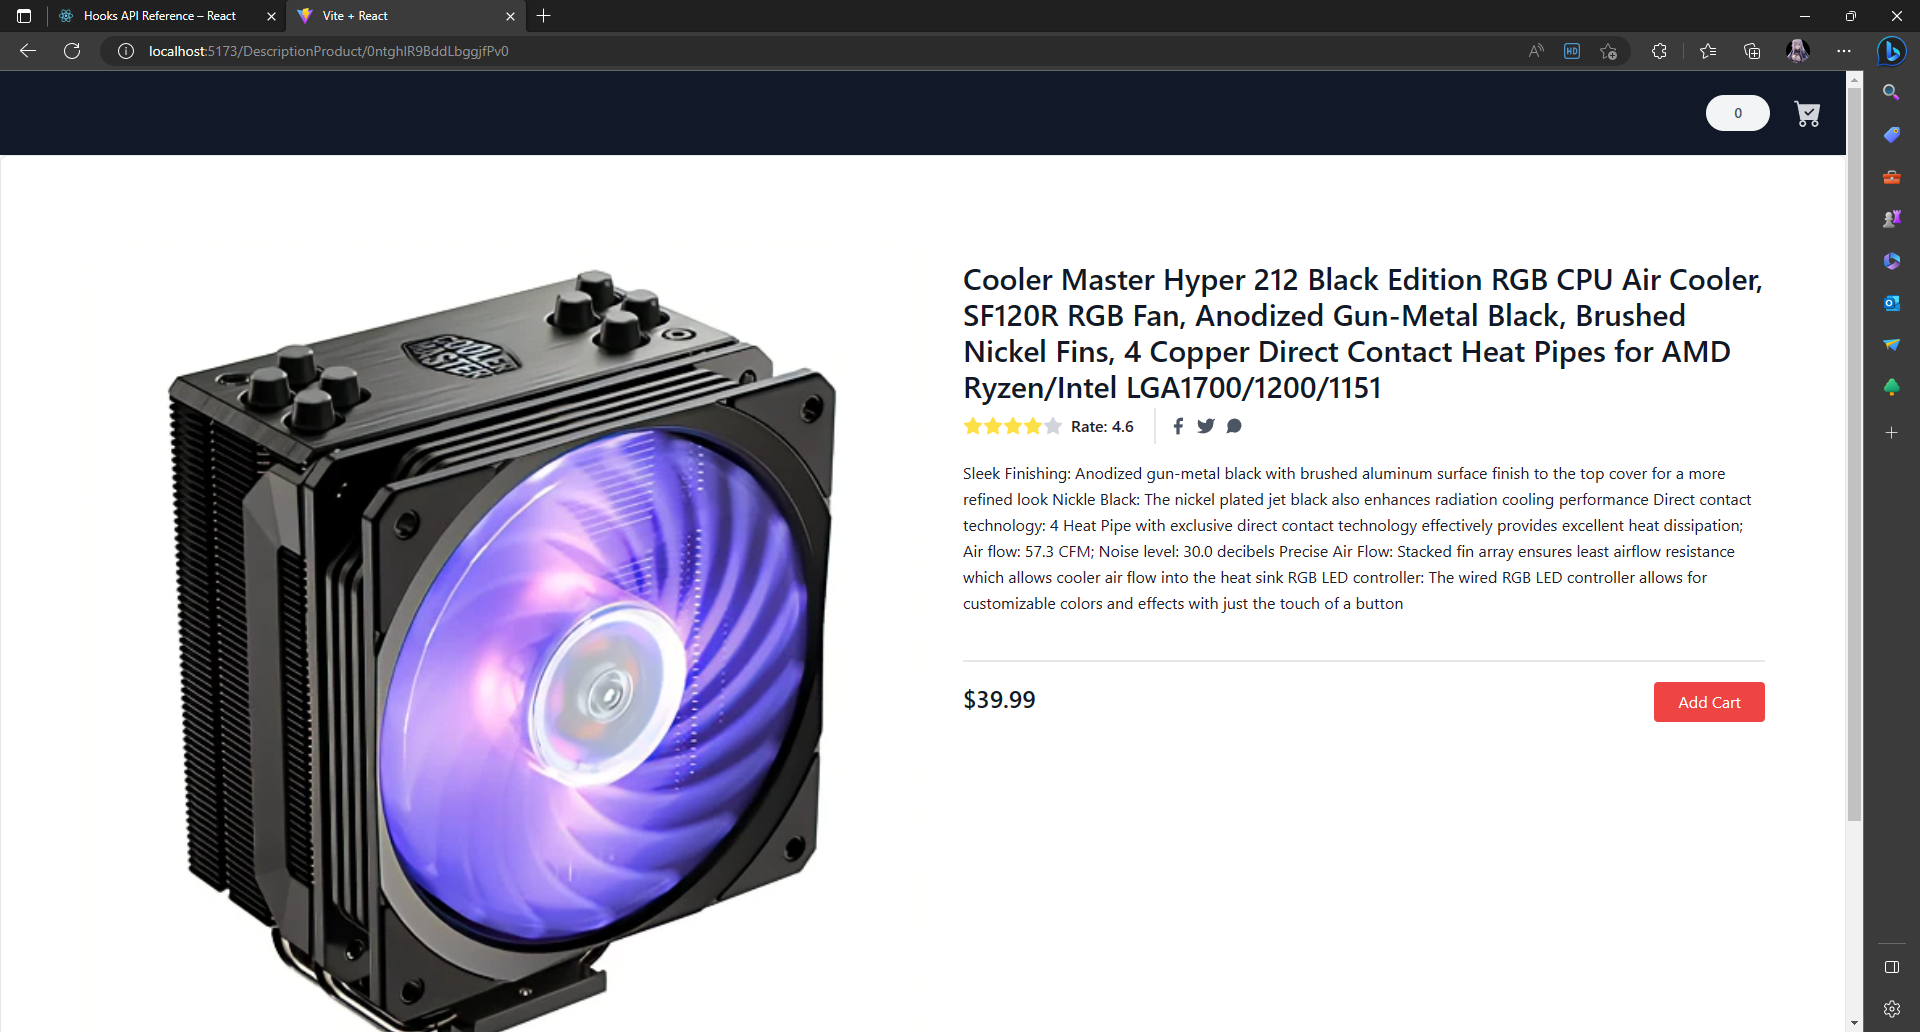 Hooks API Reference – React
Vite + React
localhost:5173/DescriptionProduct/0ntghIR9BddLbggjfPv0
HD
0
COOLER
MASTER
Cooler Master Hyper 212 Black Edition RGB CPU Air Cooler,
SF120R RGB Fan, Anodized Gun-Metal Black, Brushed
Nickel Fins, 4 Copper Direct Contact Heat Pipes for AMD
Ryzen/Intel LGA1700/1200/1151
Rate: 4.6
Sleek Finishing: Anodized gun-metal black with brushed aluminum surface finish to the top cover for a more
refined look Nickle Black: The nickel plated jet black also enhances radiation cooling performance Direct contact
technology: 4 Heat Pipe with exclusive direct contact technology effectively provides excellent heat dissipation;
Air flow: 57.3 CFM; Noise level: 30.0 decibels Precise Air Flow: Stacked fin array ensures least airflow resistance
which allows cooler air flow into the heat sink RGB LED controller: The wired RGB LED controller allows for
customizable colors and effects with just the touch of a button
$39.99
Add Cart